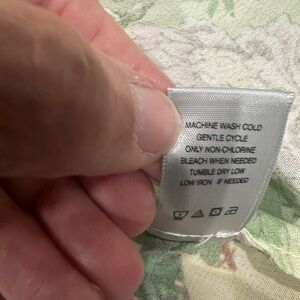 MACHINE WASH COLD
GENTLE CYCLE
ONLY NON-CHLORINE
BLEACH WHEN NEEDED
TUMBLE DRY LOW
LOW IRON IF NEEDED